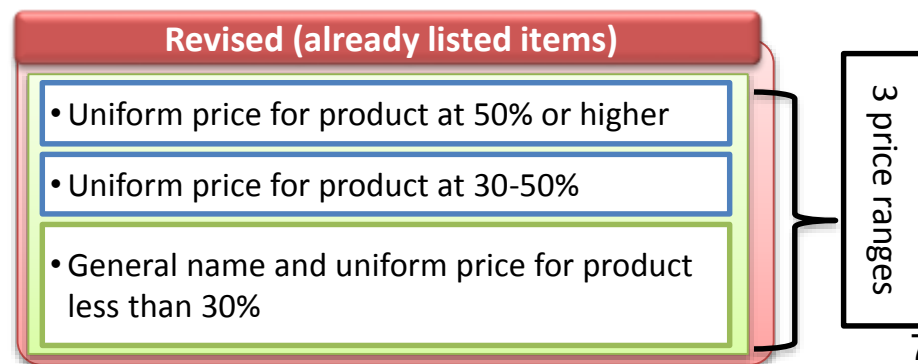 Revised (already listed items)
• Uniform price for product at 50% or higher
• Uniform price for product at 30-50%
• General name and uniform price for product
less than 30%
3 price ranges